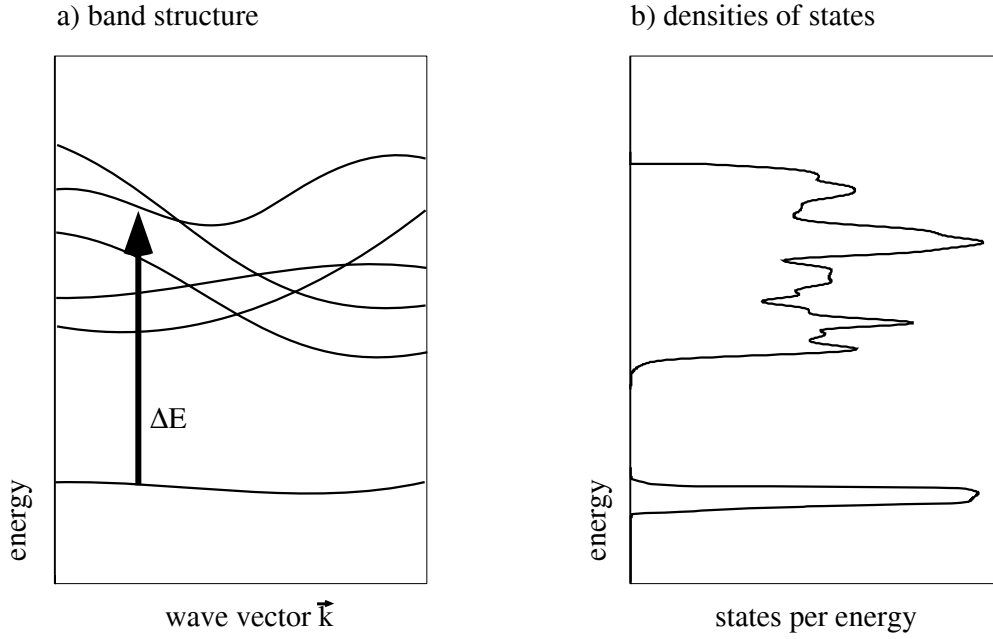 a) band structure
b) densities of states
ΔE
energy
energy
wave vector k⃗
states per energy